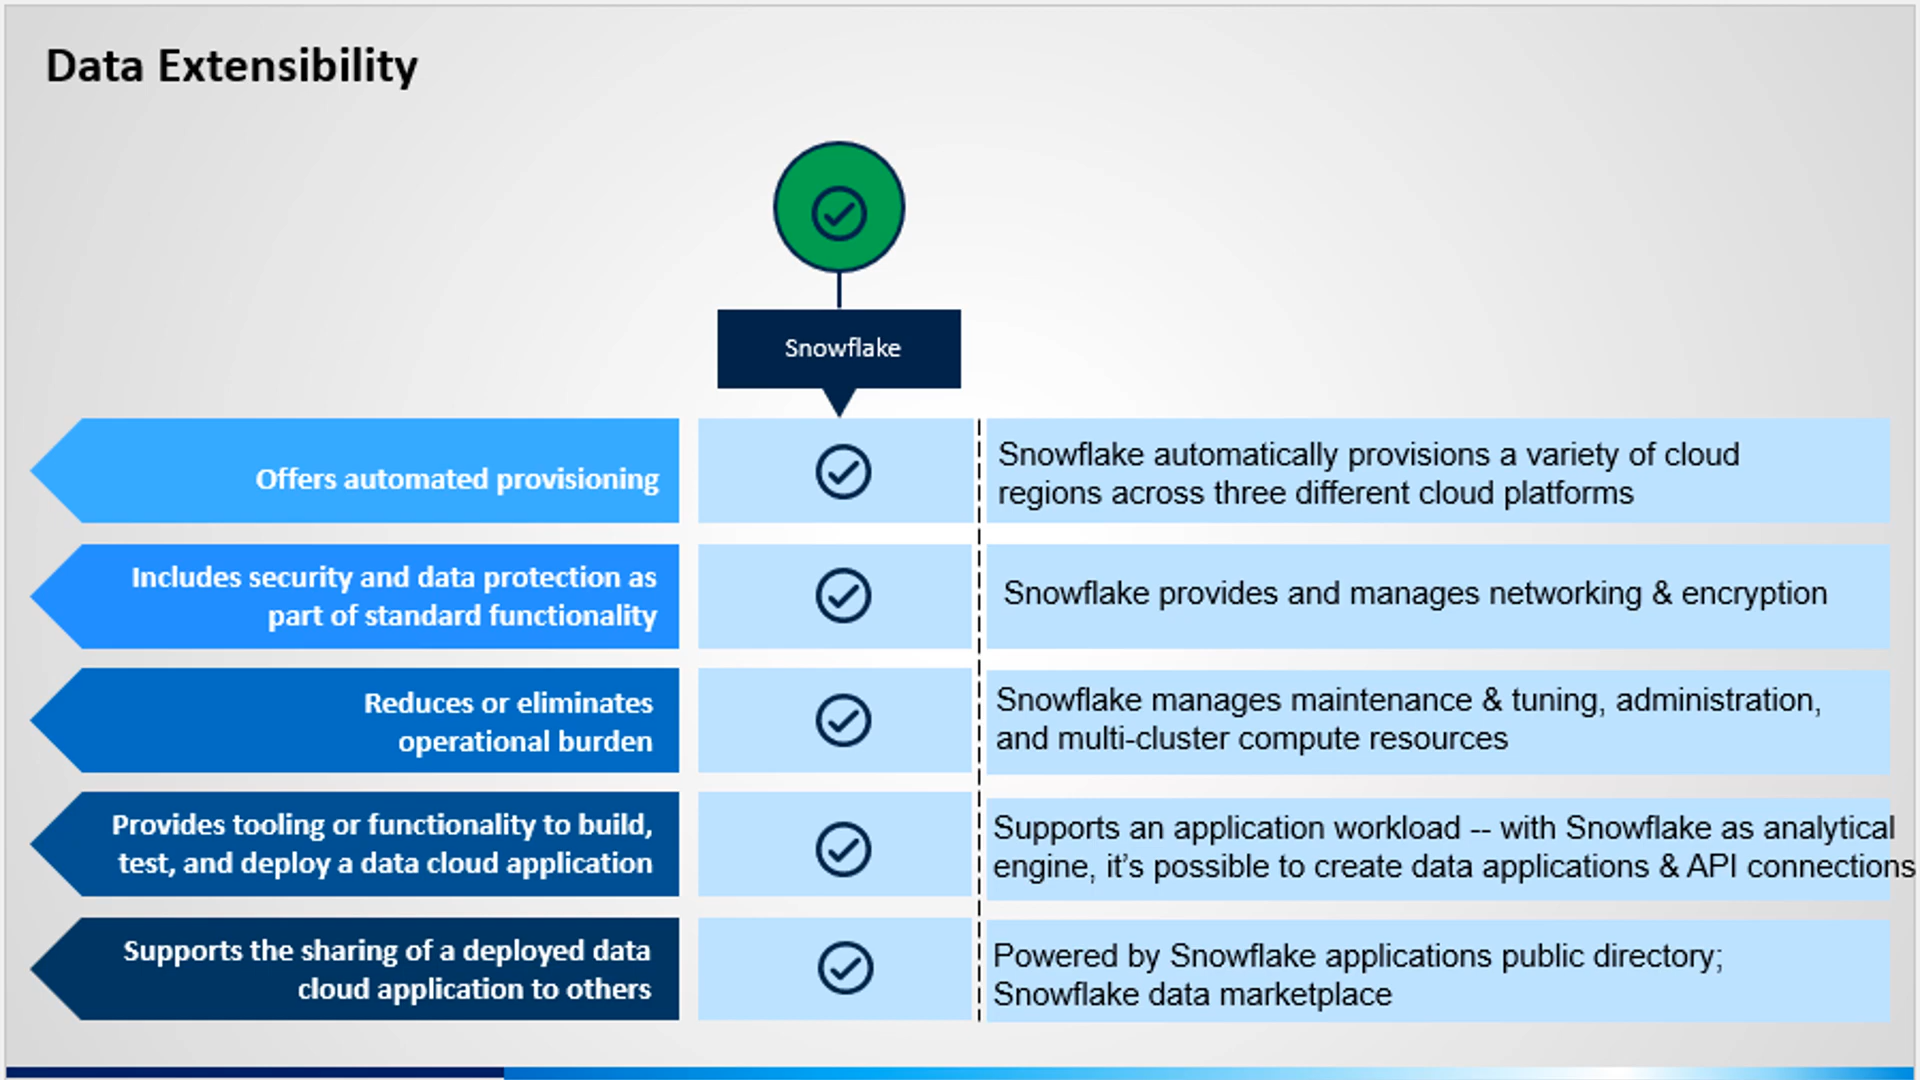 Data Extensibility
Snowflake
Offers automated provisioning
Snowflake automatically provisions a variety of cloud
regions across three different cloud platforms
Includes security and data protection as
part of standard functionality
Snowflake provides and manages networking & encryption
Reduces or eliminates
operational burden
Snowflake manages maintenance & tuning, administration,
and multi-cluster compute resources
Provides tooling or functionality to build,
test, and deploy a data cloud application
Supports an application workload -- with Snowflake as analytical
engine, it’s possible to create data applications & API connections
Supports the sharing of a deployed data
cloud application to others
Powered by Snowflake applications public directory;
Snowflake data marketplace